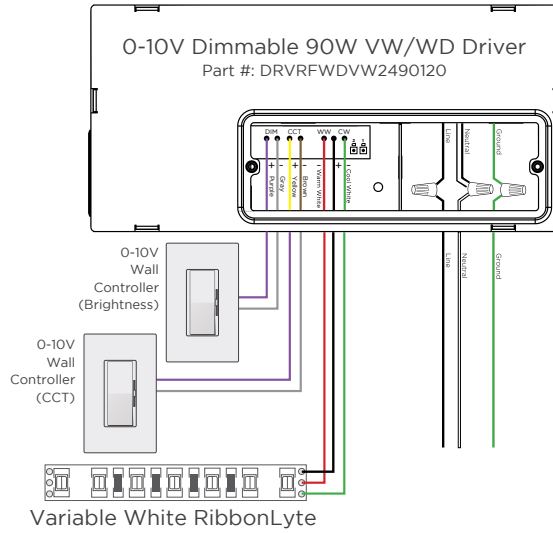 0-10V Dimmable 90W VW/WD Driver
Part #: DRVRFWDVW2490120
DIM CCT WW CW
+ - + - - +
Purple
Gray
Yellow
Brown
Warm White
Cool White
Line
Neutral
Ground
Line
Neutral
Ground
0-10V
Wall
Controller
(Brightness)
0-10V
Wall
Controller
(CCT)
Variable White RibbonLyte